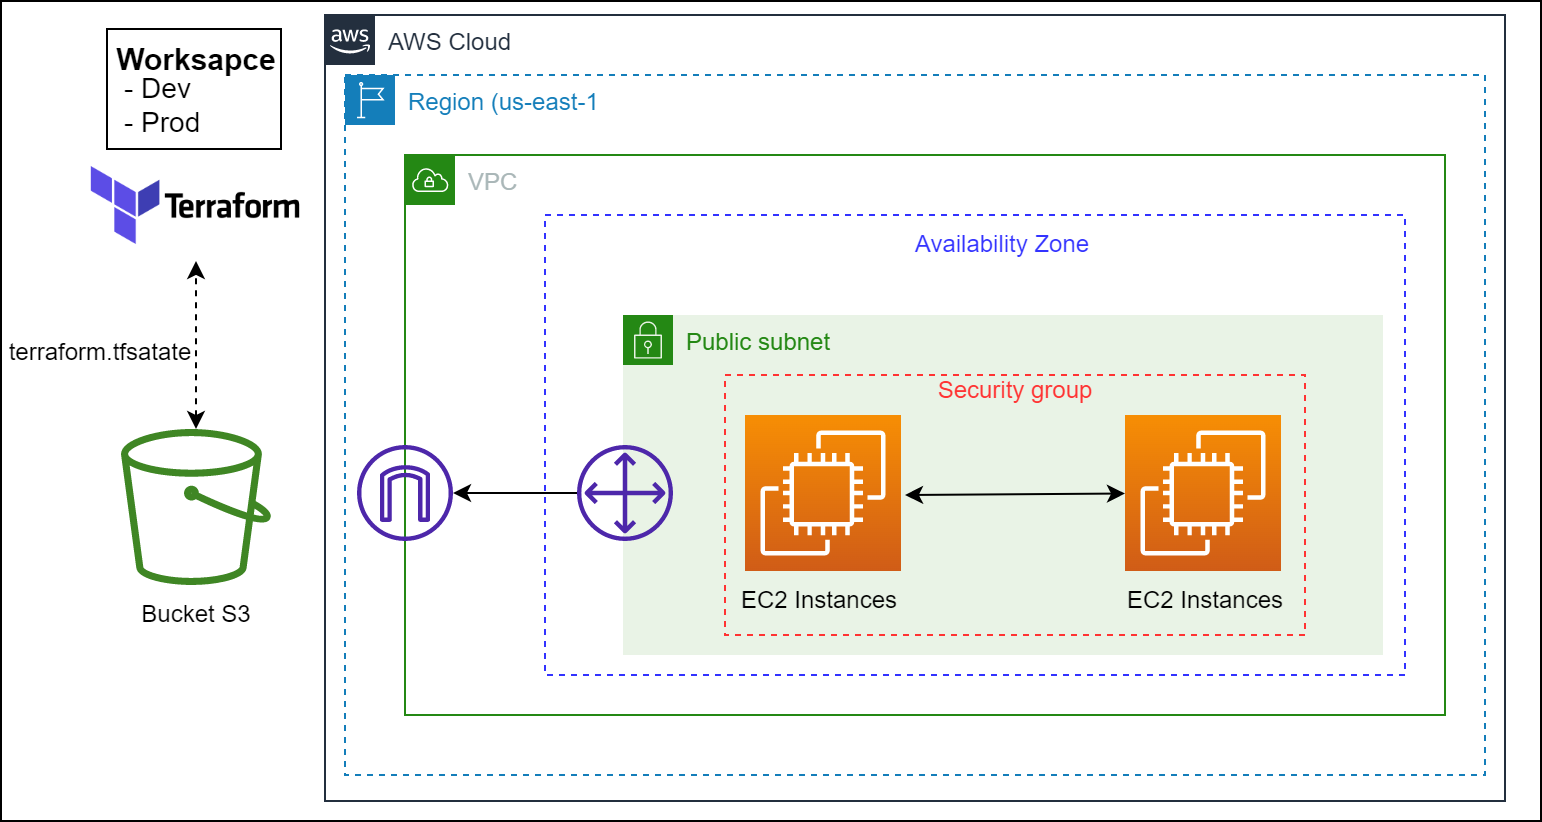 Worksapce
- Dev
- Prod
Terraform
terraform.tfsatate
Bucket S3
aws
AWS Cloud
Region (us-east-1
VPC
Availability Zone
Public subnet
Security group
EC2 Instances
EC2 Instances